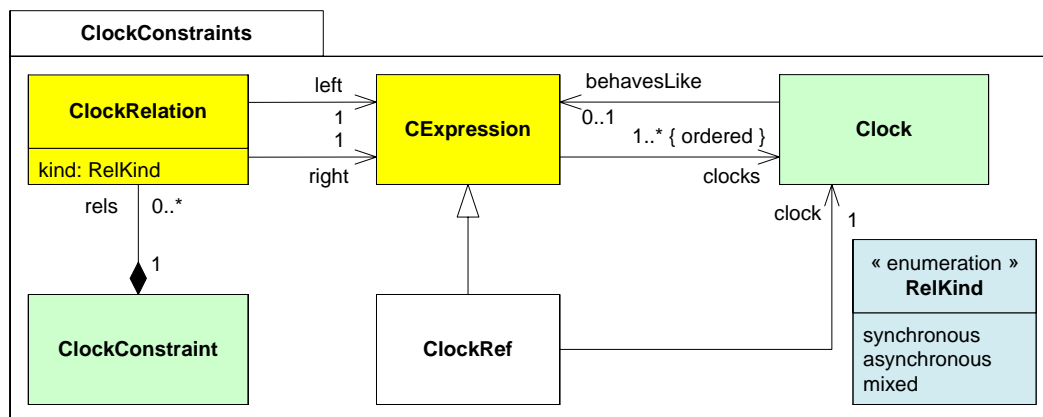 ClockConstraints
ClockRelation
kind: RelKind
left
1
1
right
CExpression
behavesLike
0..1
1..* { ordered }
clocks
Clock
rels
0..*
1
ClockConstraint
ClockRef
clock
1
« enumeration »
RelKind
synchronous
asynchronous
mixed